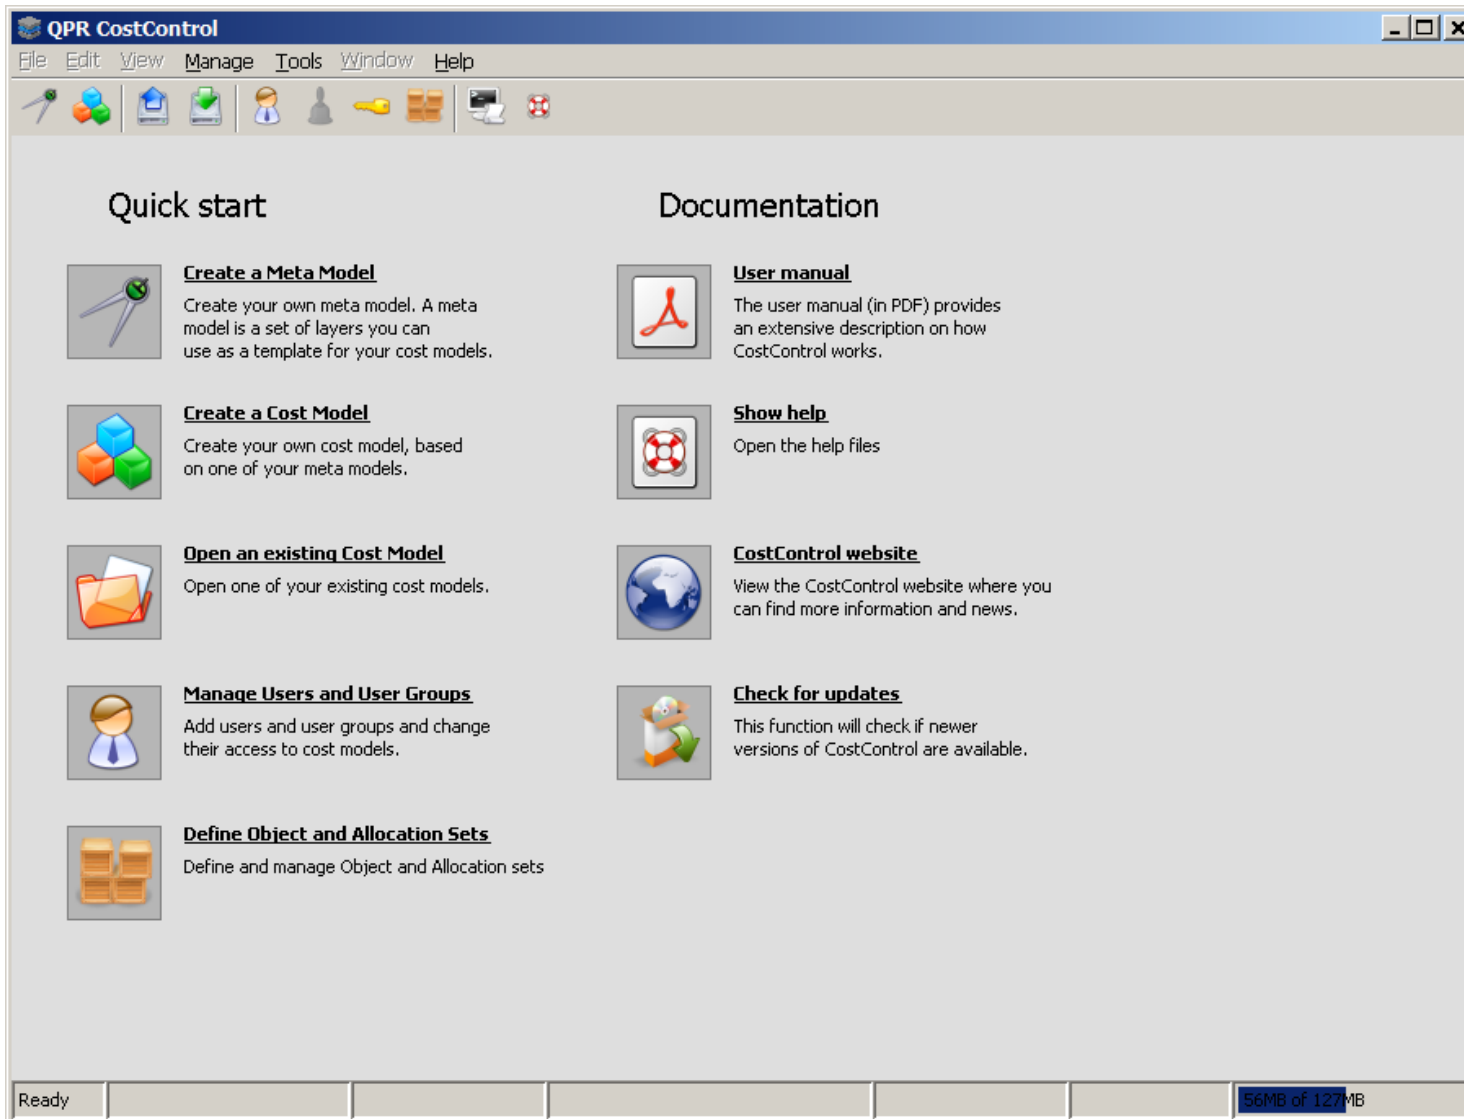 QPR CostControl
File Edit View Manage Tools Window Help
Quick start
Create a Meta Model
Create your own meta model. A meta
model is a set of layers you can
use as a template for your cost models.
Create a Cost Model
Create your own cost model, based
on one of your meta models.
Open an existing Cost Model
Open one of your existing cost models.
Manage Users and User Groups
Add users and user groups and change
their access to cost models.
Define Object and Allocation Sets
Define and manage Object and Allocation sets
Documentation
User manual
The user manual (in PDF) provides
an extensive description on how
CostControl works.
Show help
Open the help files
CostControl website
View the CostControl website where you
can find more information and news.
Check for updates
This function will check if newer
versions of CostControl are available.
Ready
56MB of 127MB